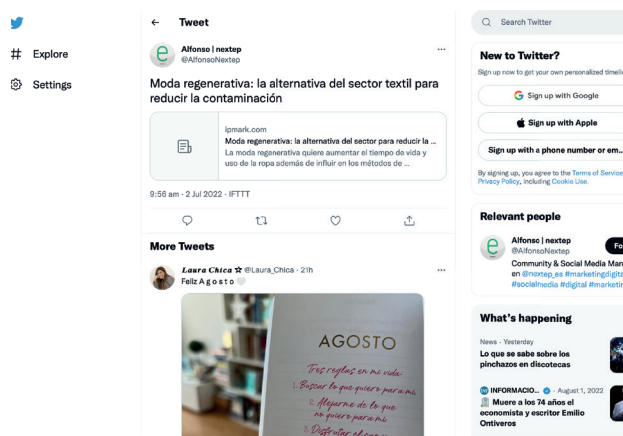 Tweet
Search Twitter
Explore
Settings
Alfonso | nextep
@AlfonsoNextep
Moda regenerativa: la alternativa del sector textil para
reducir la contaminación
ipmark.com
Moda regenerativa: la alternativa del sector para reducir la ...
La moda regenerativa quiere aumentar el tiempo de vida y
uso de la ropa además de influir en los métodos de ...
9:56 am · 2 Jul 2022 · IFTTT
More Tweets
Laura Chica ☆ @Laura_Chica · 21h
Feliz A g o s t o 🤍
AGOSTO
Tres reglas en mi vida:
1. Buscar lo que quiero para mi.
2. Alejarme de lo que
no quiero para mi.
3. Disfrutar
New to Twitter?
Sign up now to get your own personalized timeli
Sign up with Google
Sign up with Apple
Sign up with a phone number or em...
By signing up, you agree to the Terms of Service
Privacy Policy, including Cookie Use.
Relevant people
Alfonso | nextep
@AlfonsoNextep
Fo
Community & Social Media Man
en @nextep_es #marketingdigita
#socialmedia #digital #marketin
What's happening
News · Yesterday
Lo que se sabe sobre los
pinchazos en discotecas
INFORMACIO... · August 1, 2022
Muere a los 74 años el
economista y escritor Emilio
Ontiveros